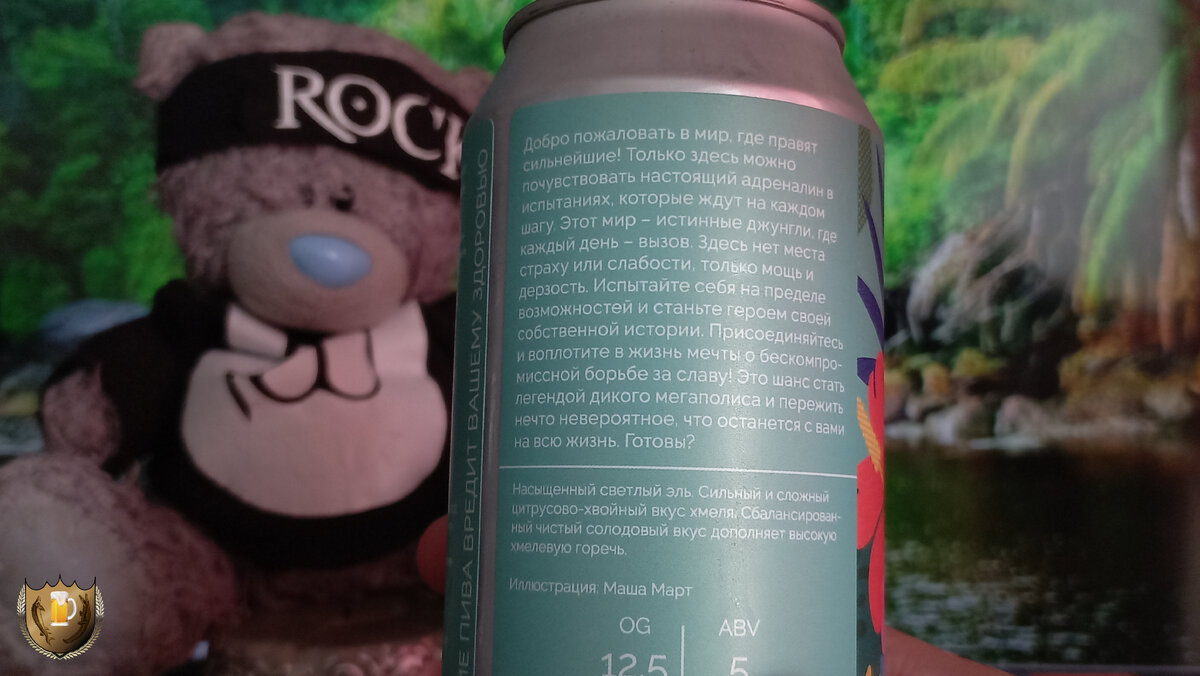 ROCK
Добро пожаловать в мир, где правят
сильнейшие! Только здесь можно
почувствовать настоящий адреналин в
испытаниях, которые ждут на каждом
шагу. Этот мир – истинные джунгли, где
каждый день – вызов. Здесь нет места
страху или слабости, только мощь и
дерзость. Испытайте себя на пределе
возможностей и станьте героем своей
собственной истории. Присоединяйтесь
и воплотите в жизнь мечты о бескомпро-
миссной борьбе за славу! Это шанс стать
легендой дикого мегаполиса и пережить
нечто невероятное, что останется с вами
на всю жизнь. Готовы?
Насыщенный светлый эль. Сильный и сложный
цитрусово-хвойный вкус хмеля. Сбалансирован-
ный чистый солодовый вкус дополняет высокую
хмелевую горечь.
Иллюстрация: Маша Март
OG ABV
12,5 5
ПИВА ВРЕДИТ ВАШЕМУ ЗДОРОВЬЮ